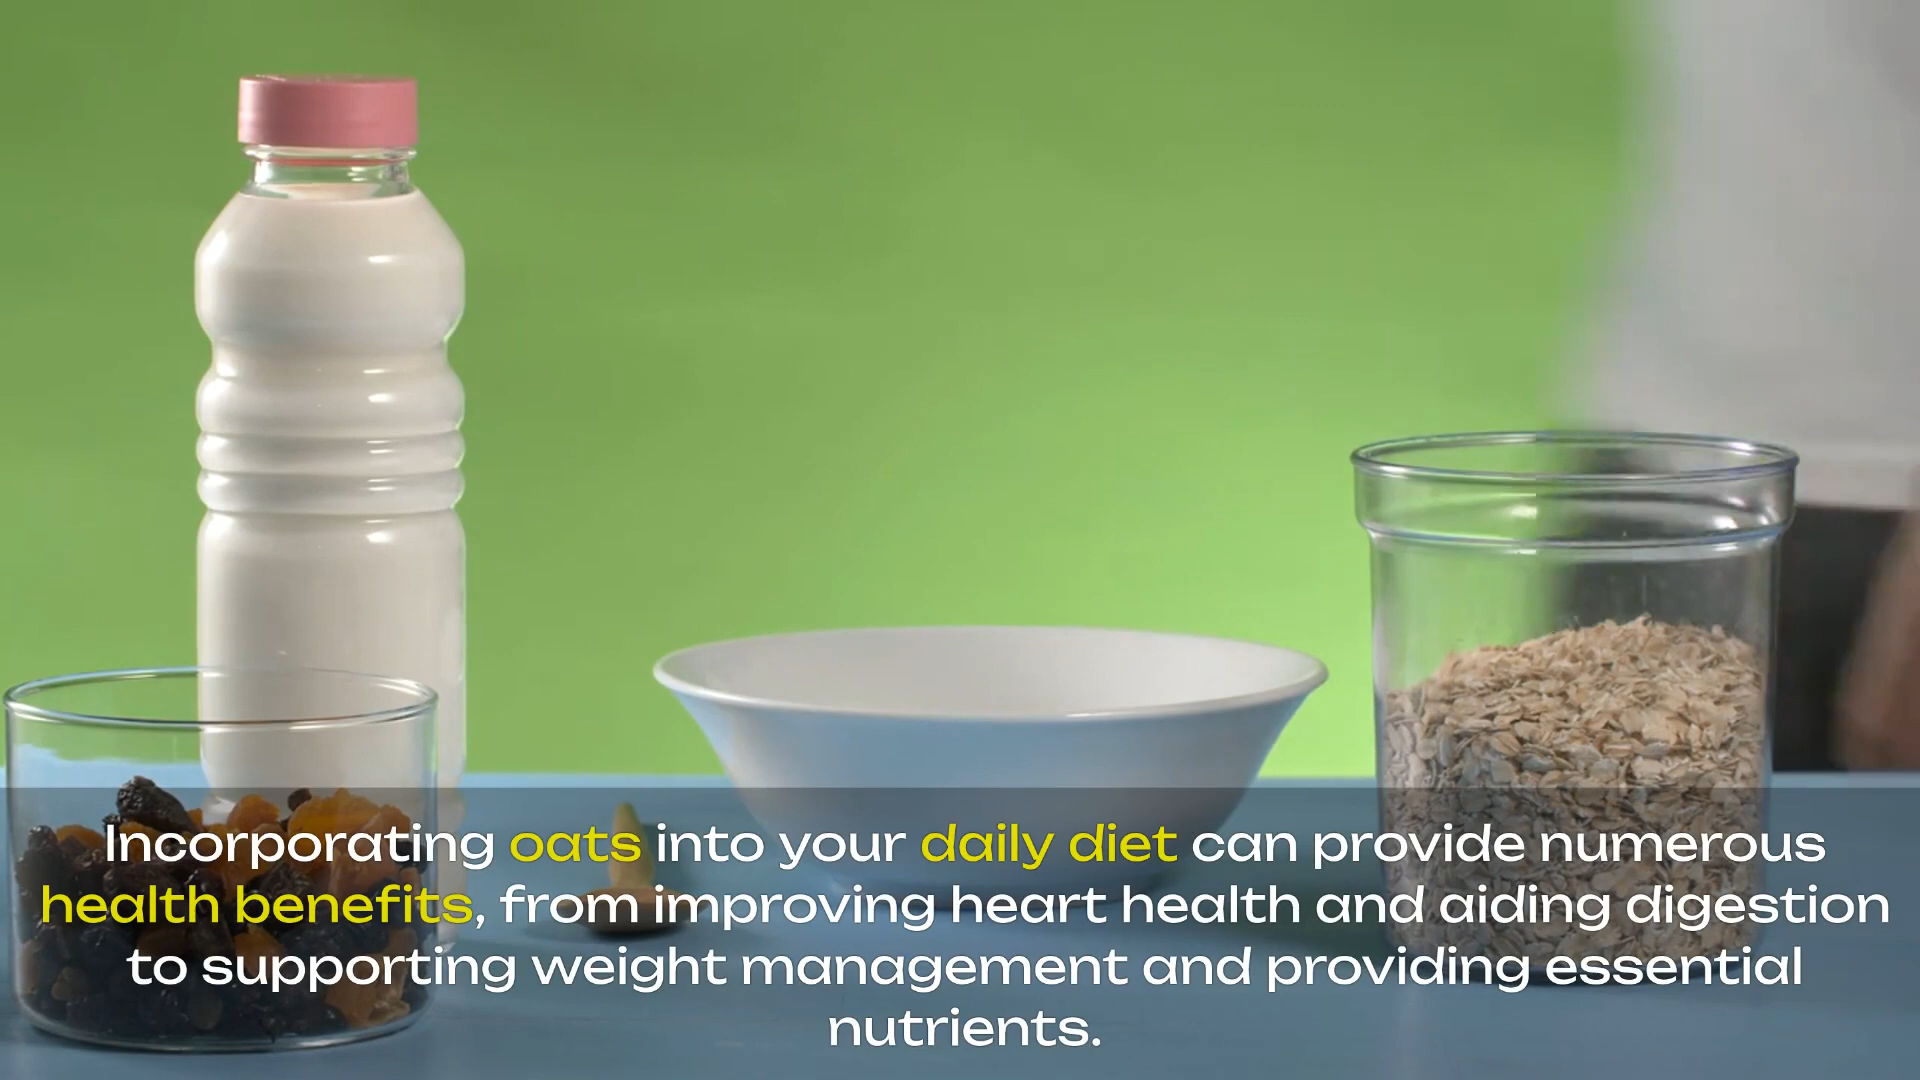 Incorporating oats into your daily diet can provide numerous
health benefits, from improving heart health and aiding digestion
to supporting weight management and providing essential
nutrients.